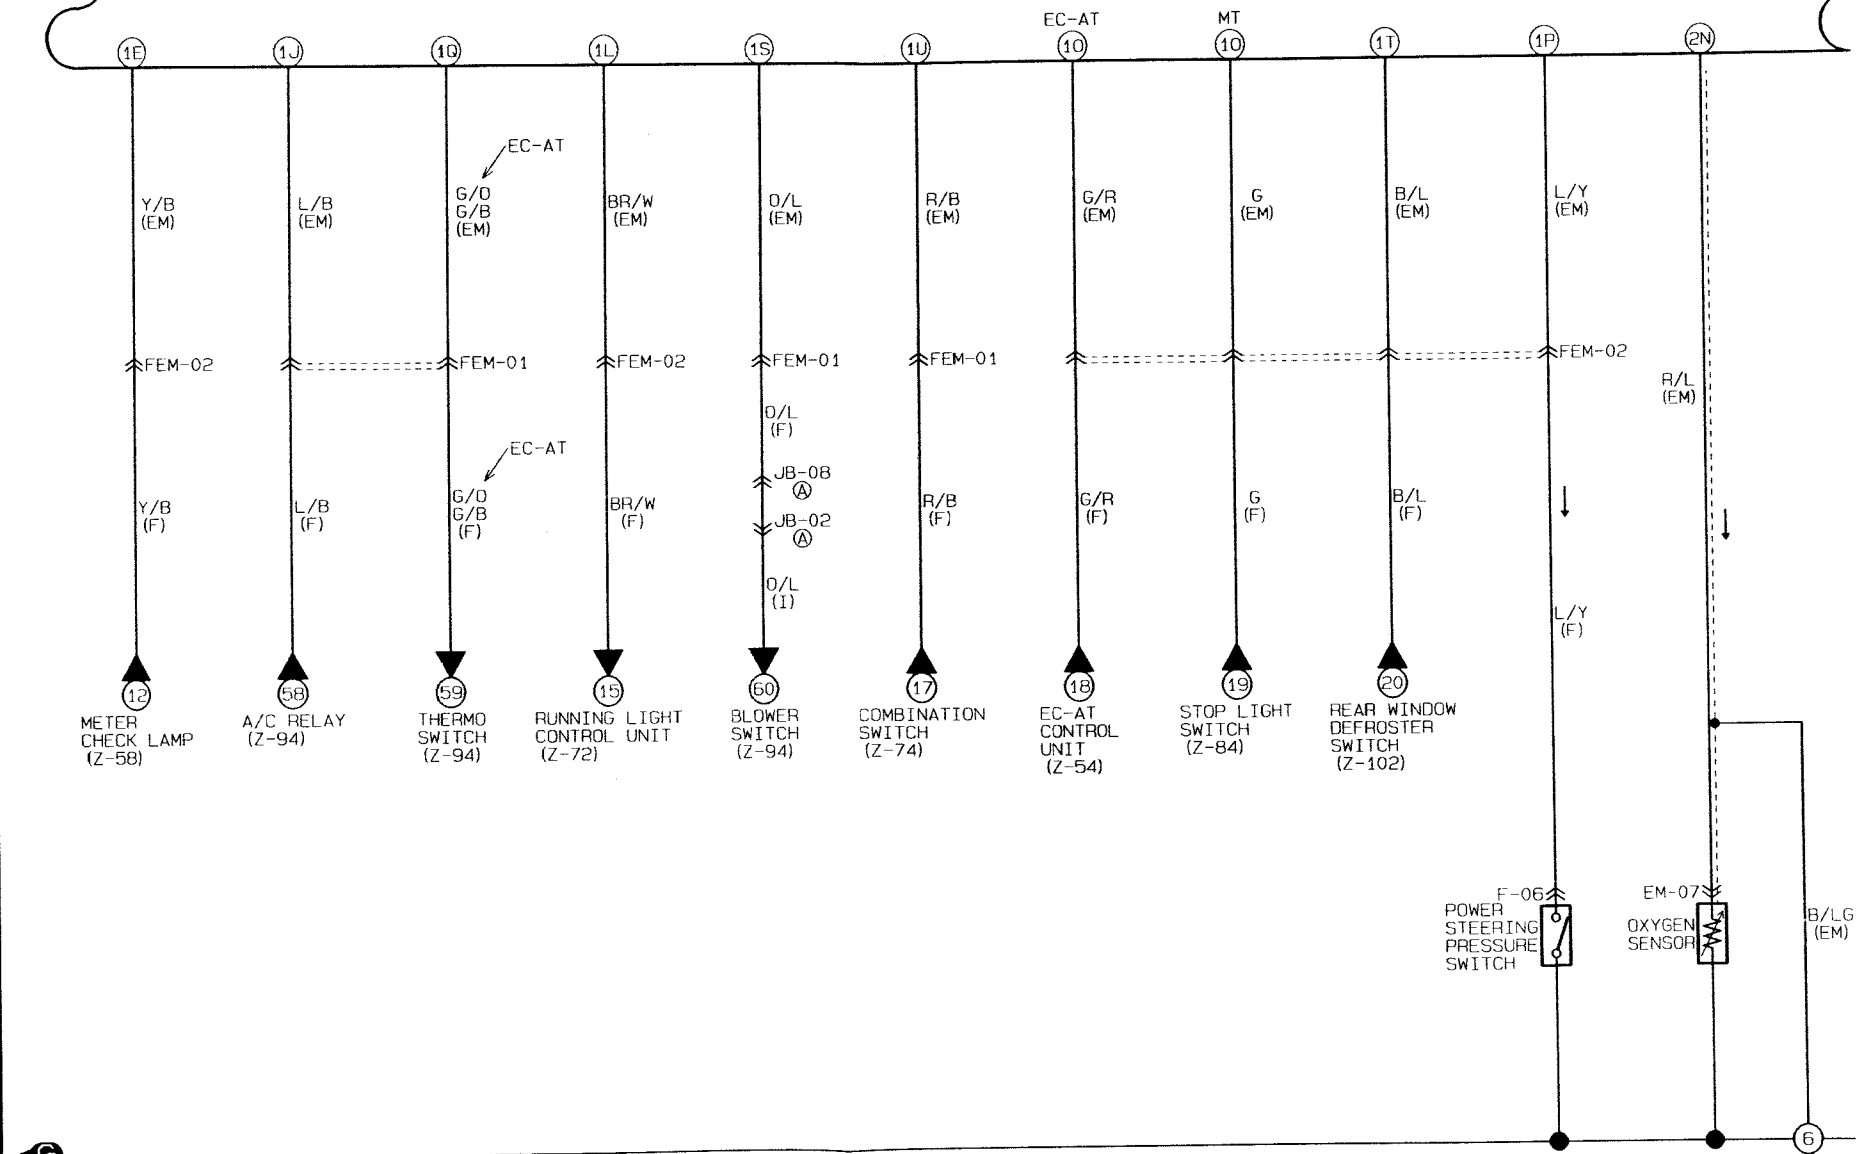 EC-AT MT
1E 1J 1Q 1L 1S 1U 1O 1O 1T 1P 2N
EC-AT
Y/B
(EM)
L/B
(EM)
G/O
G/B
(EM)
BR/W
(EM)
O/L
(EM)
R/B
(EM)
G/R
(EM)
G
(EM)
B/L
(EM)
L/Y
(EM)
FEM-02
FEM-01
FEM-02
FEM-01
FEM-01
FEM-02
R/L
(EM)
O/L
(F)
EC-AT
JB-08
A
JB-02
A
Y/B
(F)
L/B
(F)
G/O
G/B
(F)
BR/W
(F)
R/B
(F)
G/R
(F)
G
(F)
B/L
(F)
O/L
(I)
L/Y
(F)
12
METER
CHECK LAMP
(Z-58)
58
A/C RELAY
(Z-94)
59
THERMO
SWITCH
(Z-94)
15
RUNNING LIGHT
CONTROL UNIT
(Z-72)
60
BLOWER
SWITCH
(Z-94)
17
COMBINATION
SWITCH
(Z-74)
18
EC-AT
CONTROL
UNIT
(Z-54)
19
STOP LIGHT
SWITCH
(Z-84)
20
REAR WINDOW
DEFROSTER
SWITCH
(Z-102)
F-06
POWER
STEERING
PRESSURE
SWITCH
EM-07
OXYGEN
SENSOR
B/LG
(EM)
6